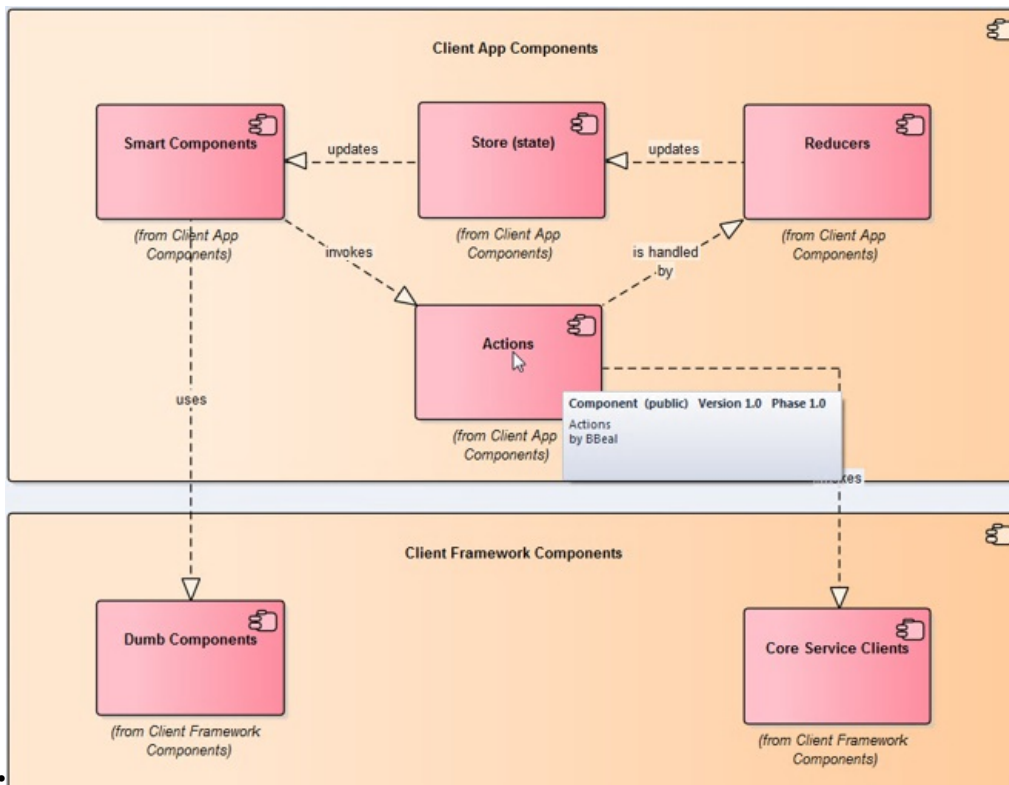 Client App Components
Smart Components
Store (state)
Reducers
updates
updates
(from Client App
Components)
(from Client App
Components)
(from Client App
Components)
invokes
is handled
by
Actions
uses
Component (public) Version 1.0 Phase 1.0
Actions
by BBeal
(from Client App
Components)
Client Framework Components
Dumb Components
Core Service Clients
(from Client Framework
Components)
(from Client Framework
Components)